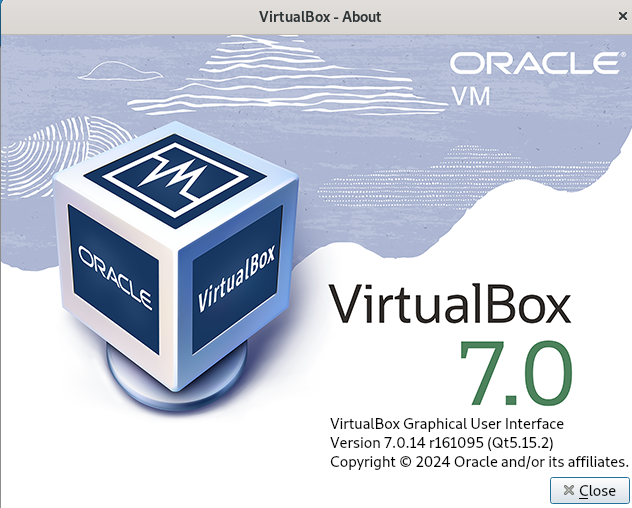 VirtualBox - About
ORACLE®
VM
VM
ORACLE
VirtualBox
VirtualBox
7.0
VirtualBox Graphical User Interface
Version 7.0.14 r161095 (Qt5.15.2)
Copyright © 2024 Oracle and/or its affiliates.
Close